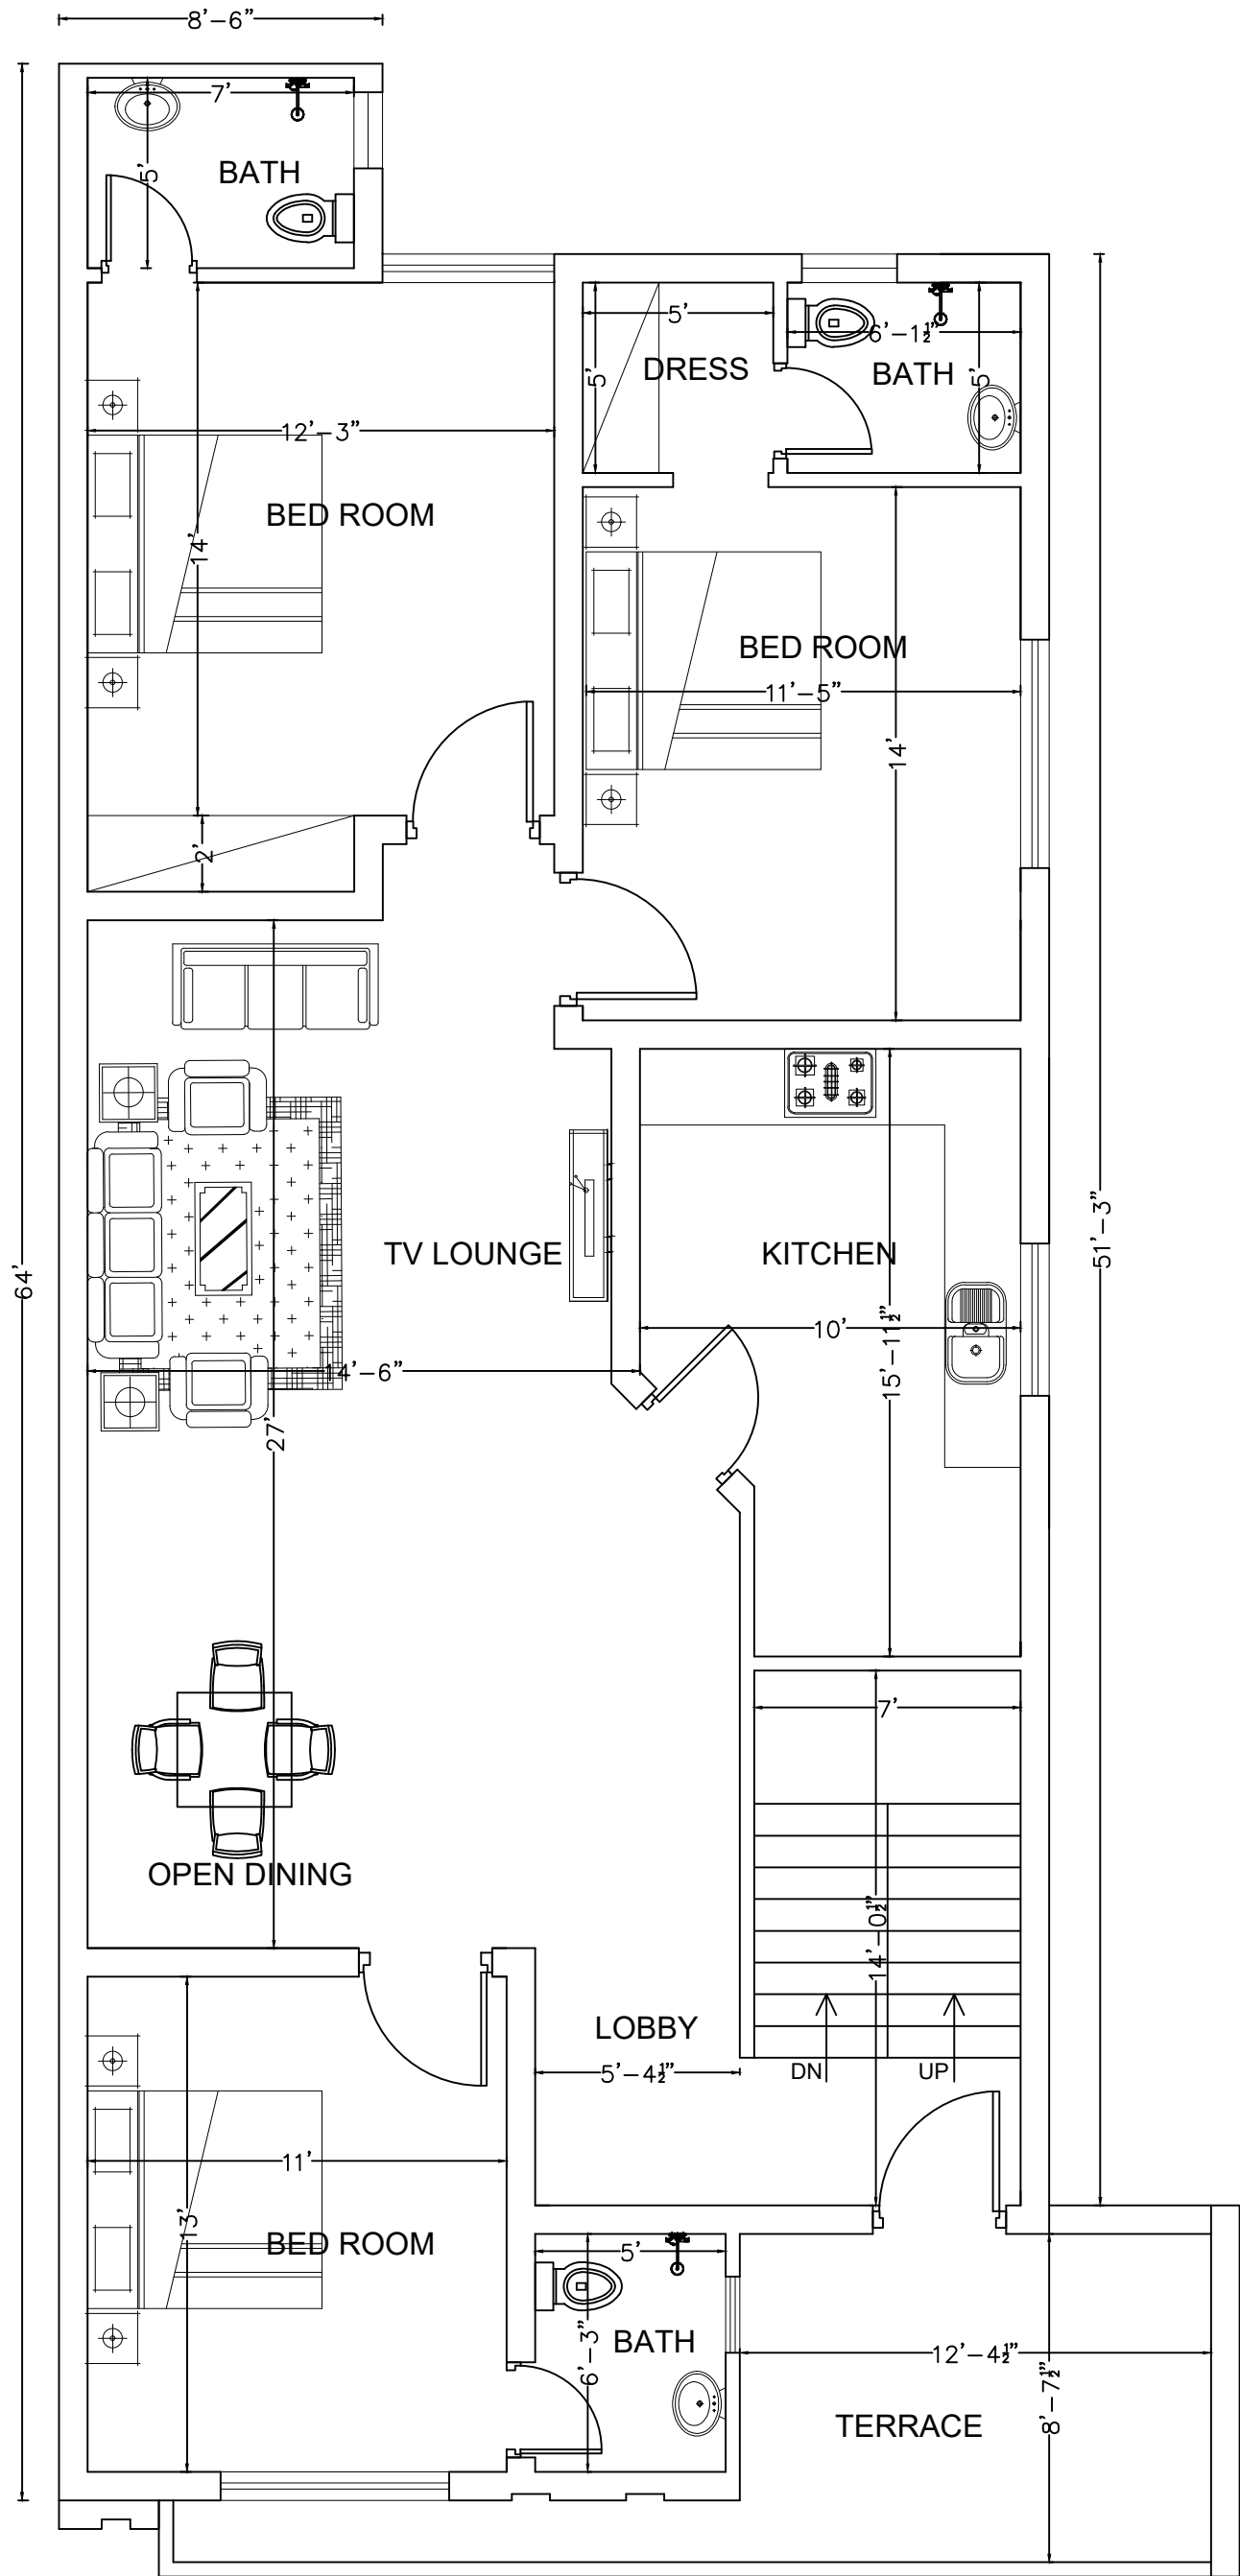 8'-6"
7'
5'
BATH
5'
6'-1½"
5'
5'
DRESS
BATH
12'-3"
BED ROOM
14'
BED ROOM
11'-5"
14'
2'
64'
51'-3"
TV LOUNGE
KITCHEN
10'
15'-11½"
14'-6"
27'
7'
OPEN DINING
14'-0½"
LOBBY
5'-4½"
DN
UP
11'
13'
BED ROOM
5'
BATH
6'-3"
12'-4½"
8'-7½"
TERRACE